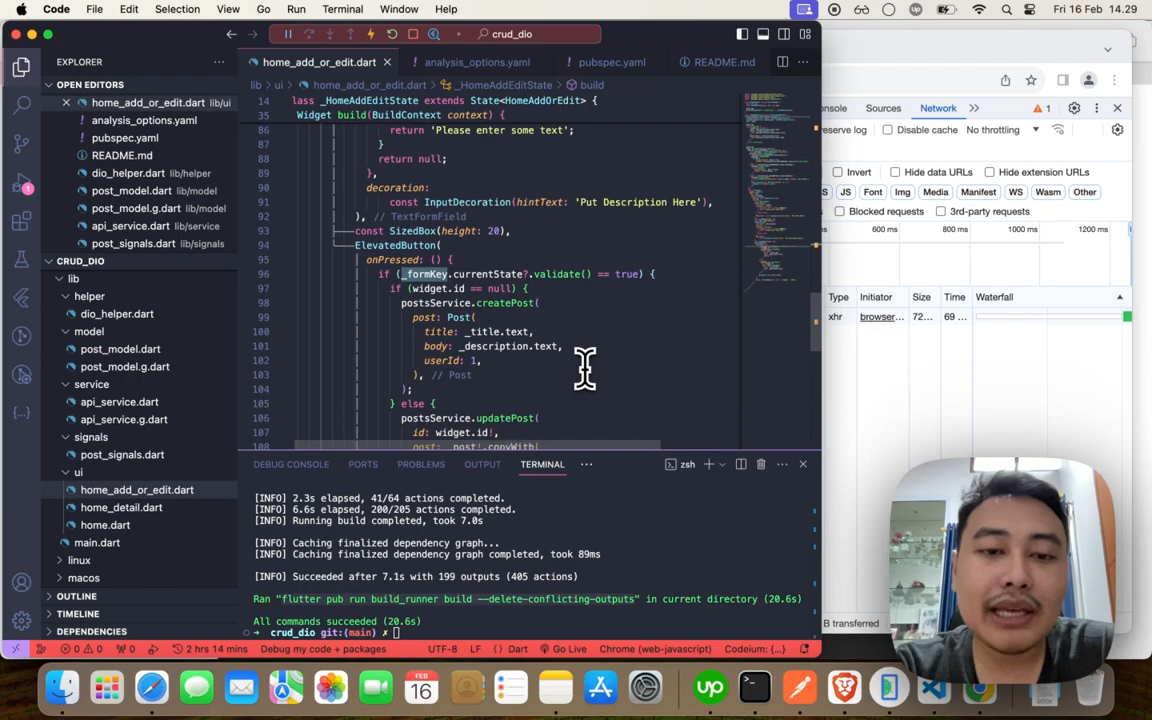 Code File Edit Selection View Go Run Terminal Window Help
Fri 16 Feb 14.29
crud_dio
EXPLORER
OPEN EDITORS
home_add_or_edit.dart lib/ui
analysis_options.yaml
pubspec.yaml
README.md
dio_helper.dart lib/helper
post_model.dart lib/model
post_model.g.dart lib/model
api_service.dart lib/service
post_signals.dart lib/signals
CRUD_DIO
lib
helper
dio_helper.dart
model
post_model.dart
post_model.g.dart
service
api_service.dart
api_service.g.dart
signals
post_signals.dart
ui
home_add_or_edit.dart
home_detail.dart
home.dart
main.dart
linux
macos
OUTLINE
TIMELINE
DEPENDENCIES
home_add_or_edit.dart analysis_options.yaml pubspec.yaml README.md
lib > ui > home_add_or_edit.dart > _HomeAddEditState > build
14 lass _HomeAddEditState extends State<HomeAddOrEdit> {
35 Widget build(BuildContext context) {
86 return 'Please enter some text';
87 }
88 return null;
89 },
90 decoration:
91 const InputDecoration(hintText: 'Put Description Here'),
92 ), // TextFormField
93 const SizedBox(height: 20),
94 ElevatedButton(
95 onPressed: () {
96 if (_formKey.currentState?.validate() == true) {
97 if (widget.id == null) {
98 postsService.createPost(
99 post: Post(
100 title: _title.text,
101 body: _description.text,
102 userId: 1,
103 ), // Post
104 );
105 } else {
106 postsService.updatePost(
107 id: widget.id!,
108 post: _post!.copyWith(
DEBUG CONSOLE PORTS PROBLEMS OUTPUT TERMINAL
zsh
[INFO] 2.3s elapsed, 41/64 actions completed.
[INFO] 6.6s elapsed, 200/205 actions completed.
[INFO] Running build completed, took 7.0s
[INFO] Caching finalized dependency graph...
[INFO] Caching finalized dependency graph completed, took 89ms
[INFO] Succeeded after 7.1s with 199 outputs (405 actions)
Ran "flutter pub run build_runner build --delete-conflicting-outputs" in current directory (20.6s)
All commands succeeded (20.6s)
crud_dio git:(main) ✗
0 0 0 2 hrs 14 mins Debug my code + packages UTF-8 LF {} Dart Go Live Chrome (web-javascript) Codeium: {...}
nsole Sources Network 1
reserve log Disable cache No throttling
Invert Hide data URLs Hide extension URLs
S JS Font Img Media Manifest WS Wasm Other
Blocked requests 3rd-party requests
600 ms 800 ms 1000 ms 1200 ms
Type Initiator Size Time Waterfall
xhr browser... 72... 69 ...
B transferred
FEB
16